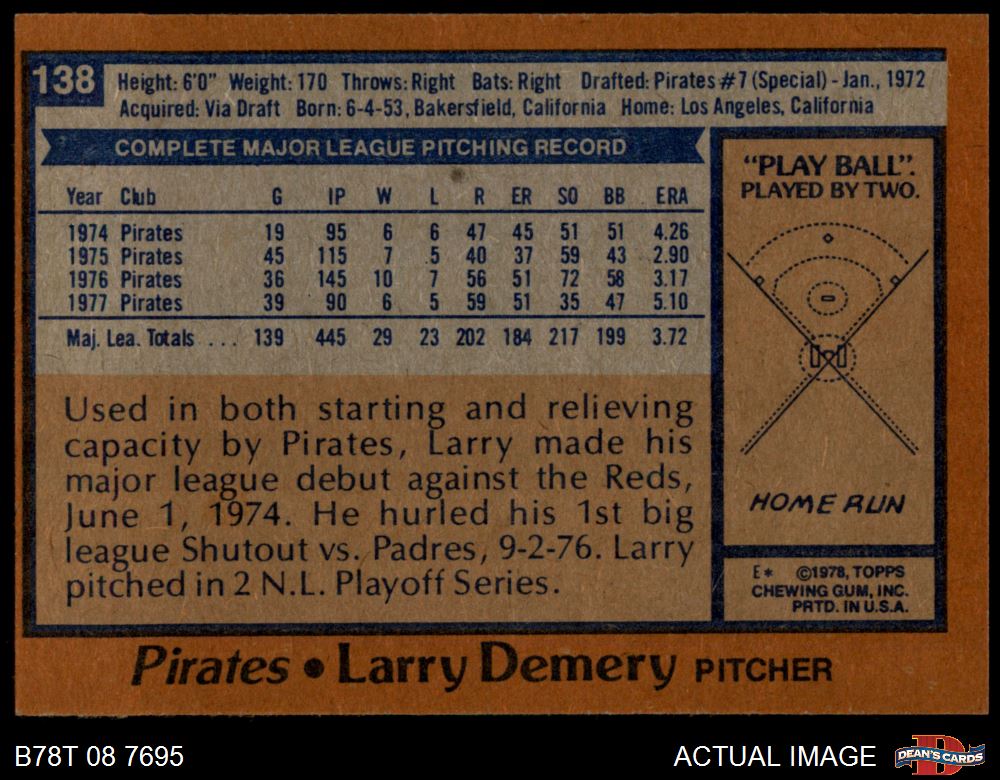 138
Height: 6'0" Weight: 170 Throws: Right Bats: Right Drafted: Pirates #7 (Special) - Jan., 1972
Acquired: Via Draft Born: 6-4-53, Bakersfield, California Home: Los Angeles, California
COMPLETE MAJOR LEAGUE PITCHING RECORD
Year Club G IP W L R ER SO BB ERA
1974 Pirates 19 95 6 6 47 45 51 51 4.26
1975 Pirates 45 115 7 5 40 37 59 43 2.90
1976 Pirates 36 145 10 7 56 51 72 58 3.17
1977 Pirates 39 90 6 5 59 51 35 47 5.10
Maj. Lea. Totals ... 139 445 29 23 202 184 217 199 3.72
Used in both starting and relieving
capacity by Pirates, Larry made his
major league debut against the Reds,
June 1, 1974. He hurled his 1st big
league Shutout vs. Padres, 9-2-76. Larry
pitched in 2 N.L. Playoff Series.
"PLAY BALL".
PLAYED BY TWO.
HOME RUN
E* ©1978, TOPPS
CHEWING GUM, INC.
PRTD. IN U.S.A.
Pirates • Larry Demery PITCHER
B78T 08 7695
ACTUAL IMAGE
DEAN'S CARDS